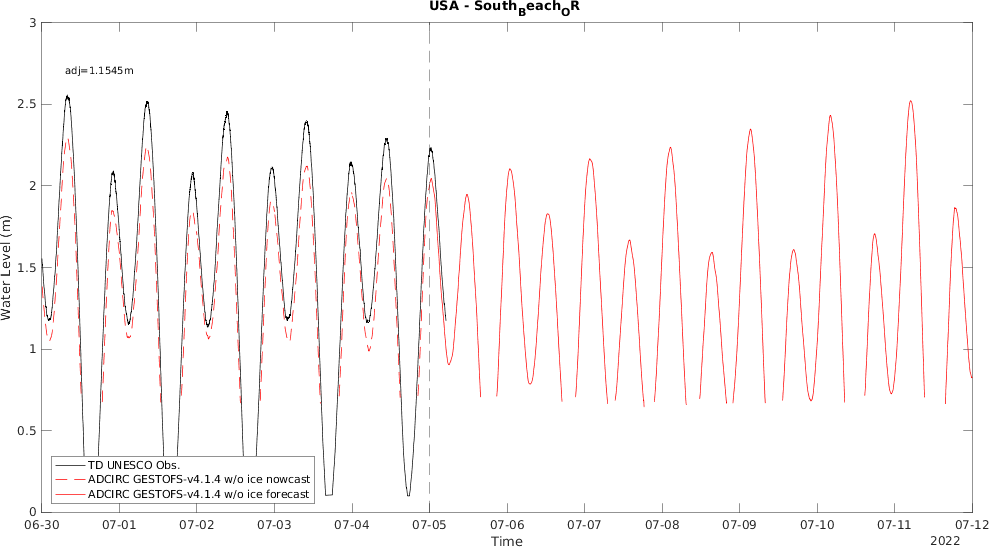 USA - SouthBeachOR
adj=1.1545m
Water Level (m)
3
2.5
2
1.5
1
0.5
0
TD UNESCO Obs.
ADCIRC GESTOFS-v4.1.4 w/o ice nowcast
ADCIRC GESTOFS-v4.1.4 w/o ice forecast
06-30 07-01 07-02 07-03 07-04 07-05 07-06 07-07 07-08 07-09 07-10 07-11 07-12
Time
2022